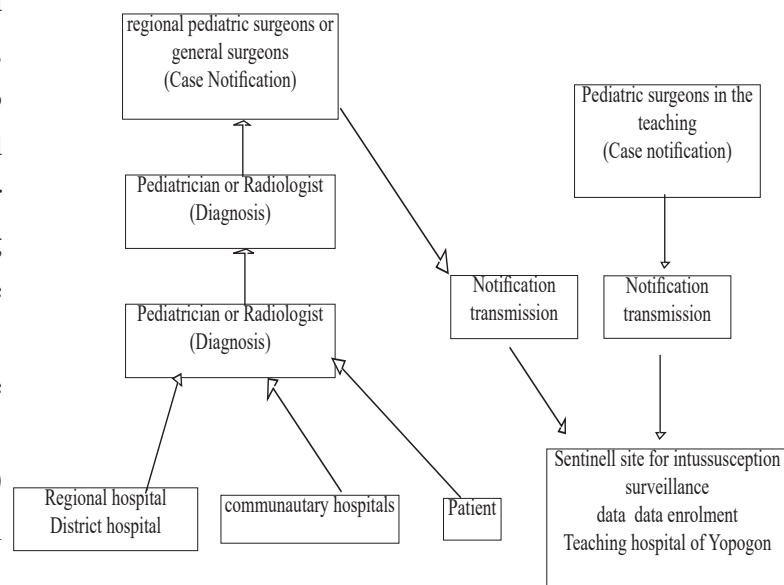 regional pediatric surgeons or
general surgeons
(Case Notification)
Pediatric surgeons in the
teaching
(Case notification)
Pediatrician or Radiologist
(Diagnosis)
Notification
transmission
Notification
transmission
Pediatrician or Radiologist
(Diagnosis)
Regional hospital
District hospital
communautary hospitals
Patient
Sentinell site for intussusception
surveillance
data data enrolment
Teaching hospital of Yopogon